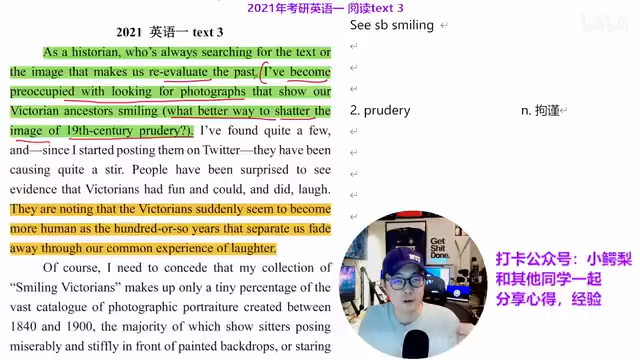 2021年考研英语一 阅读text 3
bilibili
2021 英语一 text 3
As a historian, who's always searching for the text or
the image that makes us re-evaluate the past, I've become
preoccupied with looking for photographs that show our
Victorian ancestors smiling (what better way to shatter the
image of 19th-century prudery?). I've found quite a few,
and—since I started posting them on Twitter—they have been
causing quite a stir. People have been surprised to see
evidence that Victorians had fun and could, and did, laugh.
They are noting that the Victorians suddenly seem to become
more human as the hundred-or-so years that separate us fade
away through our common experience of laughter.
Of course, I need to concede that my collection of
“Smiling Victorians” makes up only a tiny percentage of the
vast catalogue of photographic portraiture created between
1840 and 1900, the majority of which show sitters posing
miserably and stiffly in front of painted backdrops, or staring
See sb smiling
2. prudery n. 拘谨
Get
Shit
Done.
打卡公众号：小鳄梨
和其他同学一起
分享心得，经验